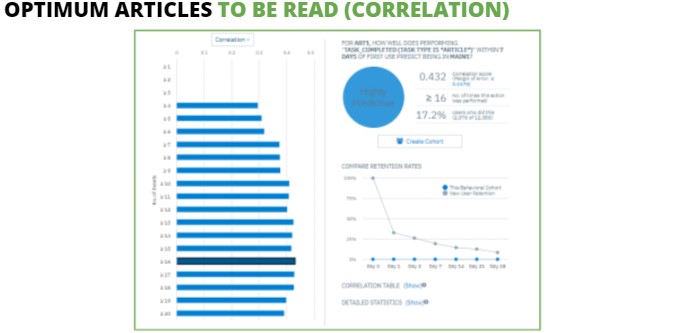 OPTIMUM ARTICLES TO BE READ (CORRELATION)
Correlation
0 0.1 0.2 0.3 0.4 0.5
≥ 1
≥ 2
≥ 3
≥ 4
≥ 5
≥ 6
≥ 7
≥ 8
≥ 9
≥ 10
≥ 11
≥ 12
≥ 13
≥ 14
≥ 15
≥ 16
≥ 17
≥ 18
≥ 19
≥ 20
No. of Events
FOR ART1, HOW WELL DOES PERFORMING
"TASK_COMPLETED (TASK TYPE IS "ARTICLE")" WITHIN 7
DAYS OF FIRST USE PREDICT BEING IN
Highly
Predictive
0.432
Correlation score
≥ 16
No. of times this action
was performed
17.2%
users who did this
Create Cohort
COMPARE RETENTION RATES
100%
75%
50%
25%
0%
This Behavioral Cohort
New User Retention
Day 0 Day 1 Day 3 Day 7 Day 14 Day 21 Day 28
CORRELATION TABLE (Show)
DETAILED STATISTICS (Show)